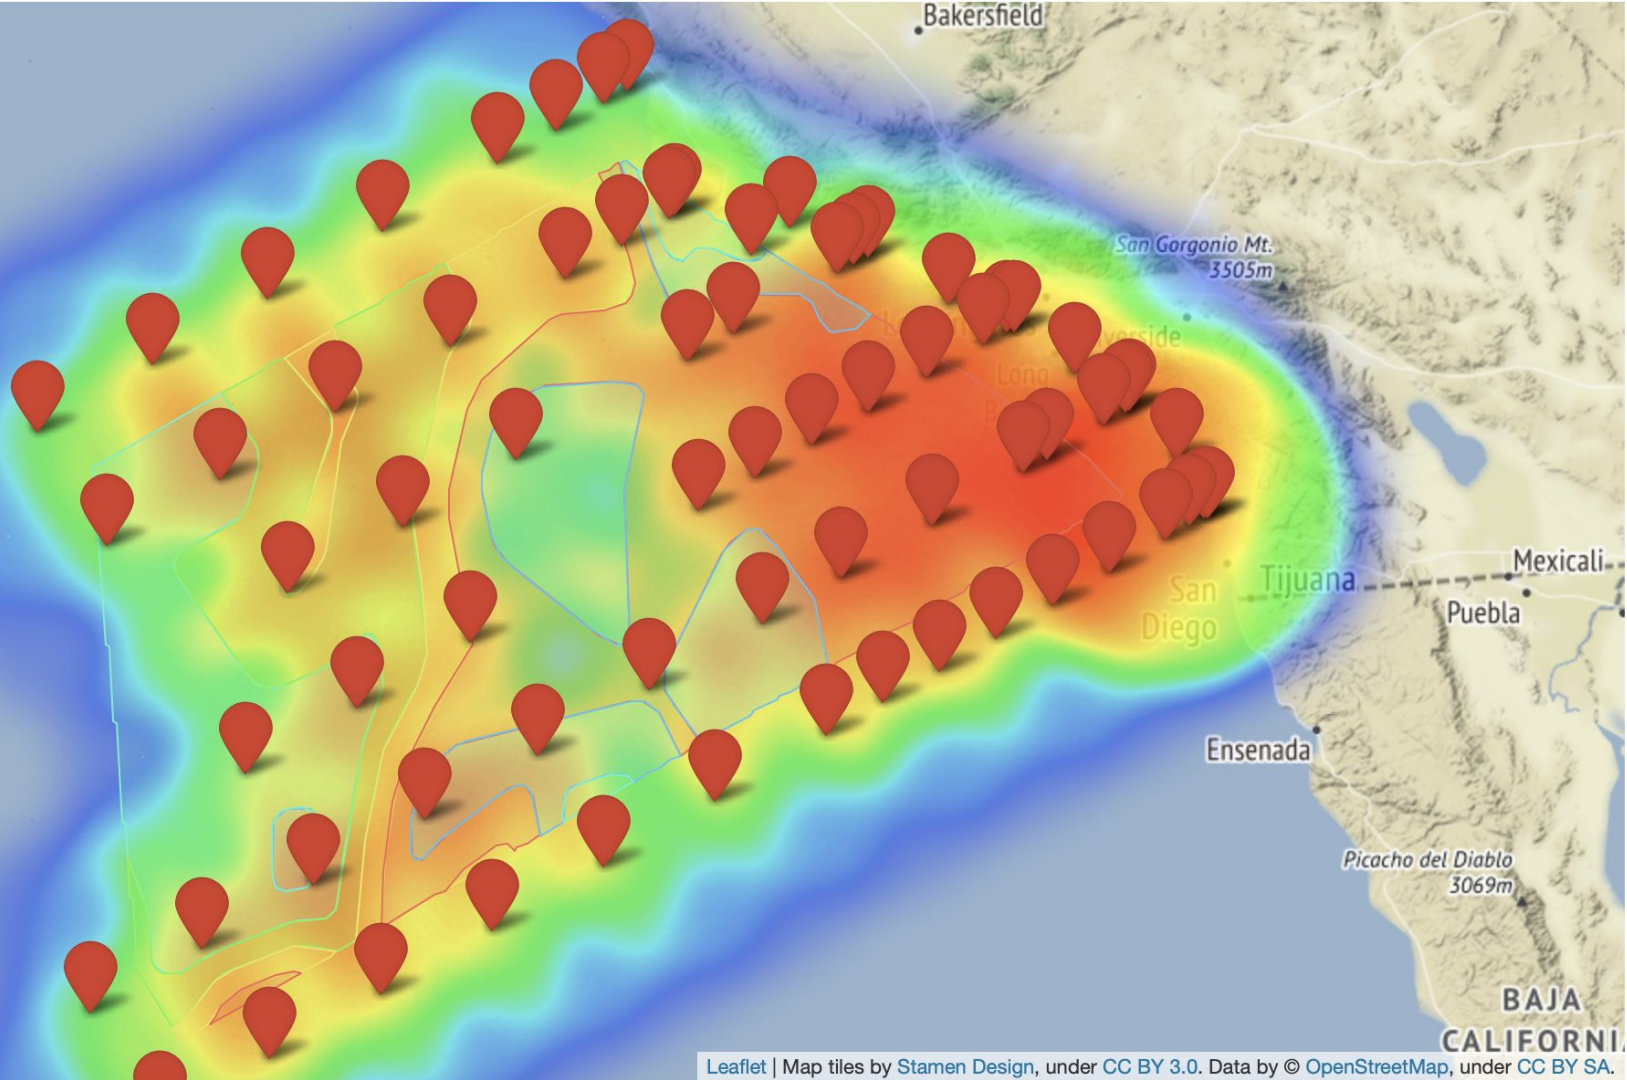 Bakersfield
San Gorgonio Mt.
3505m
Long
Mexicali
Tijuana
San
Diego
Puebla
Ensenada
Picacho del Diablo
3069m
BAJA
Leaflet | Map tiles by Stamen Design, under CC BY 3.0. Data by © OpenStreetMap, under CC BY SA.